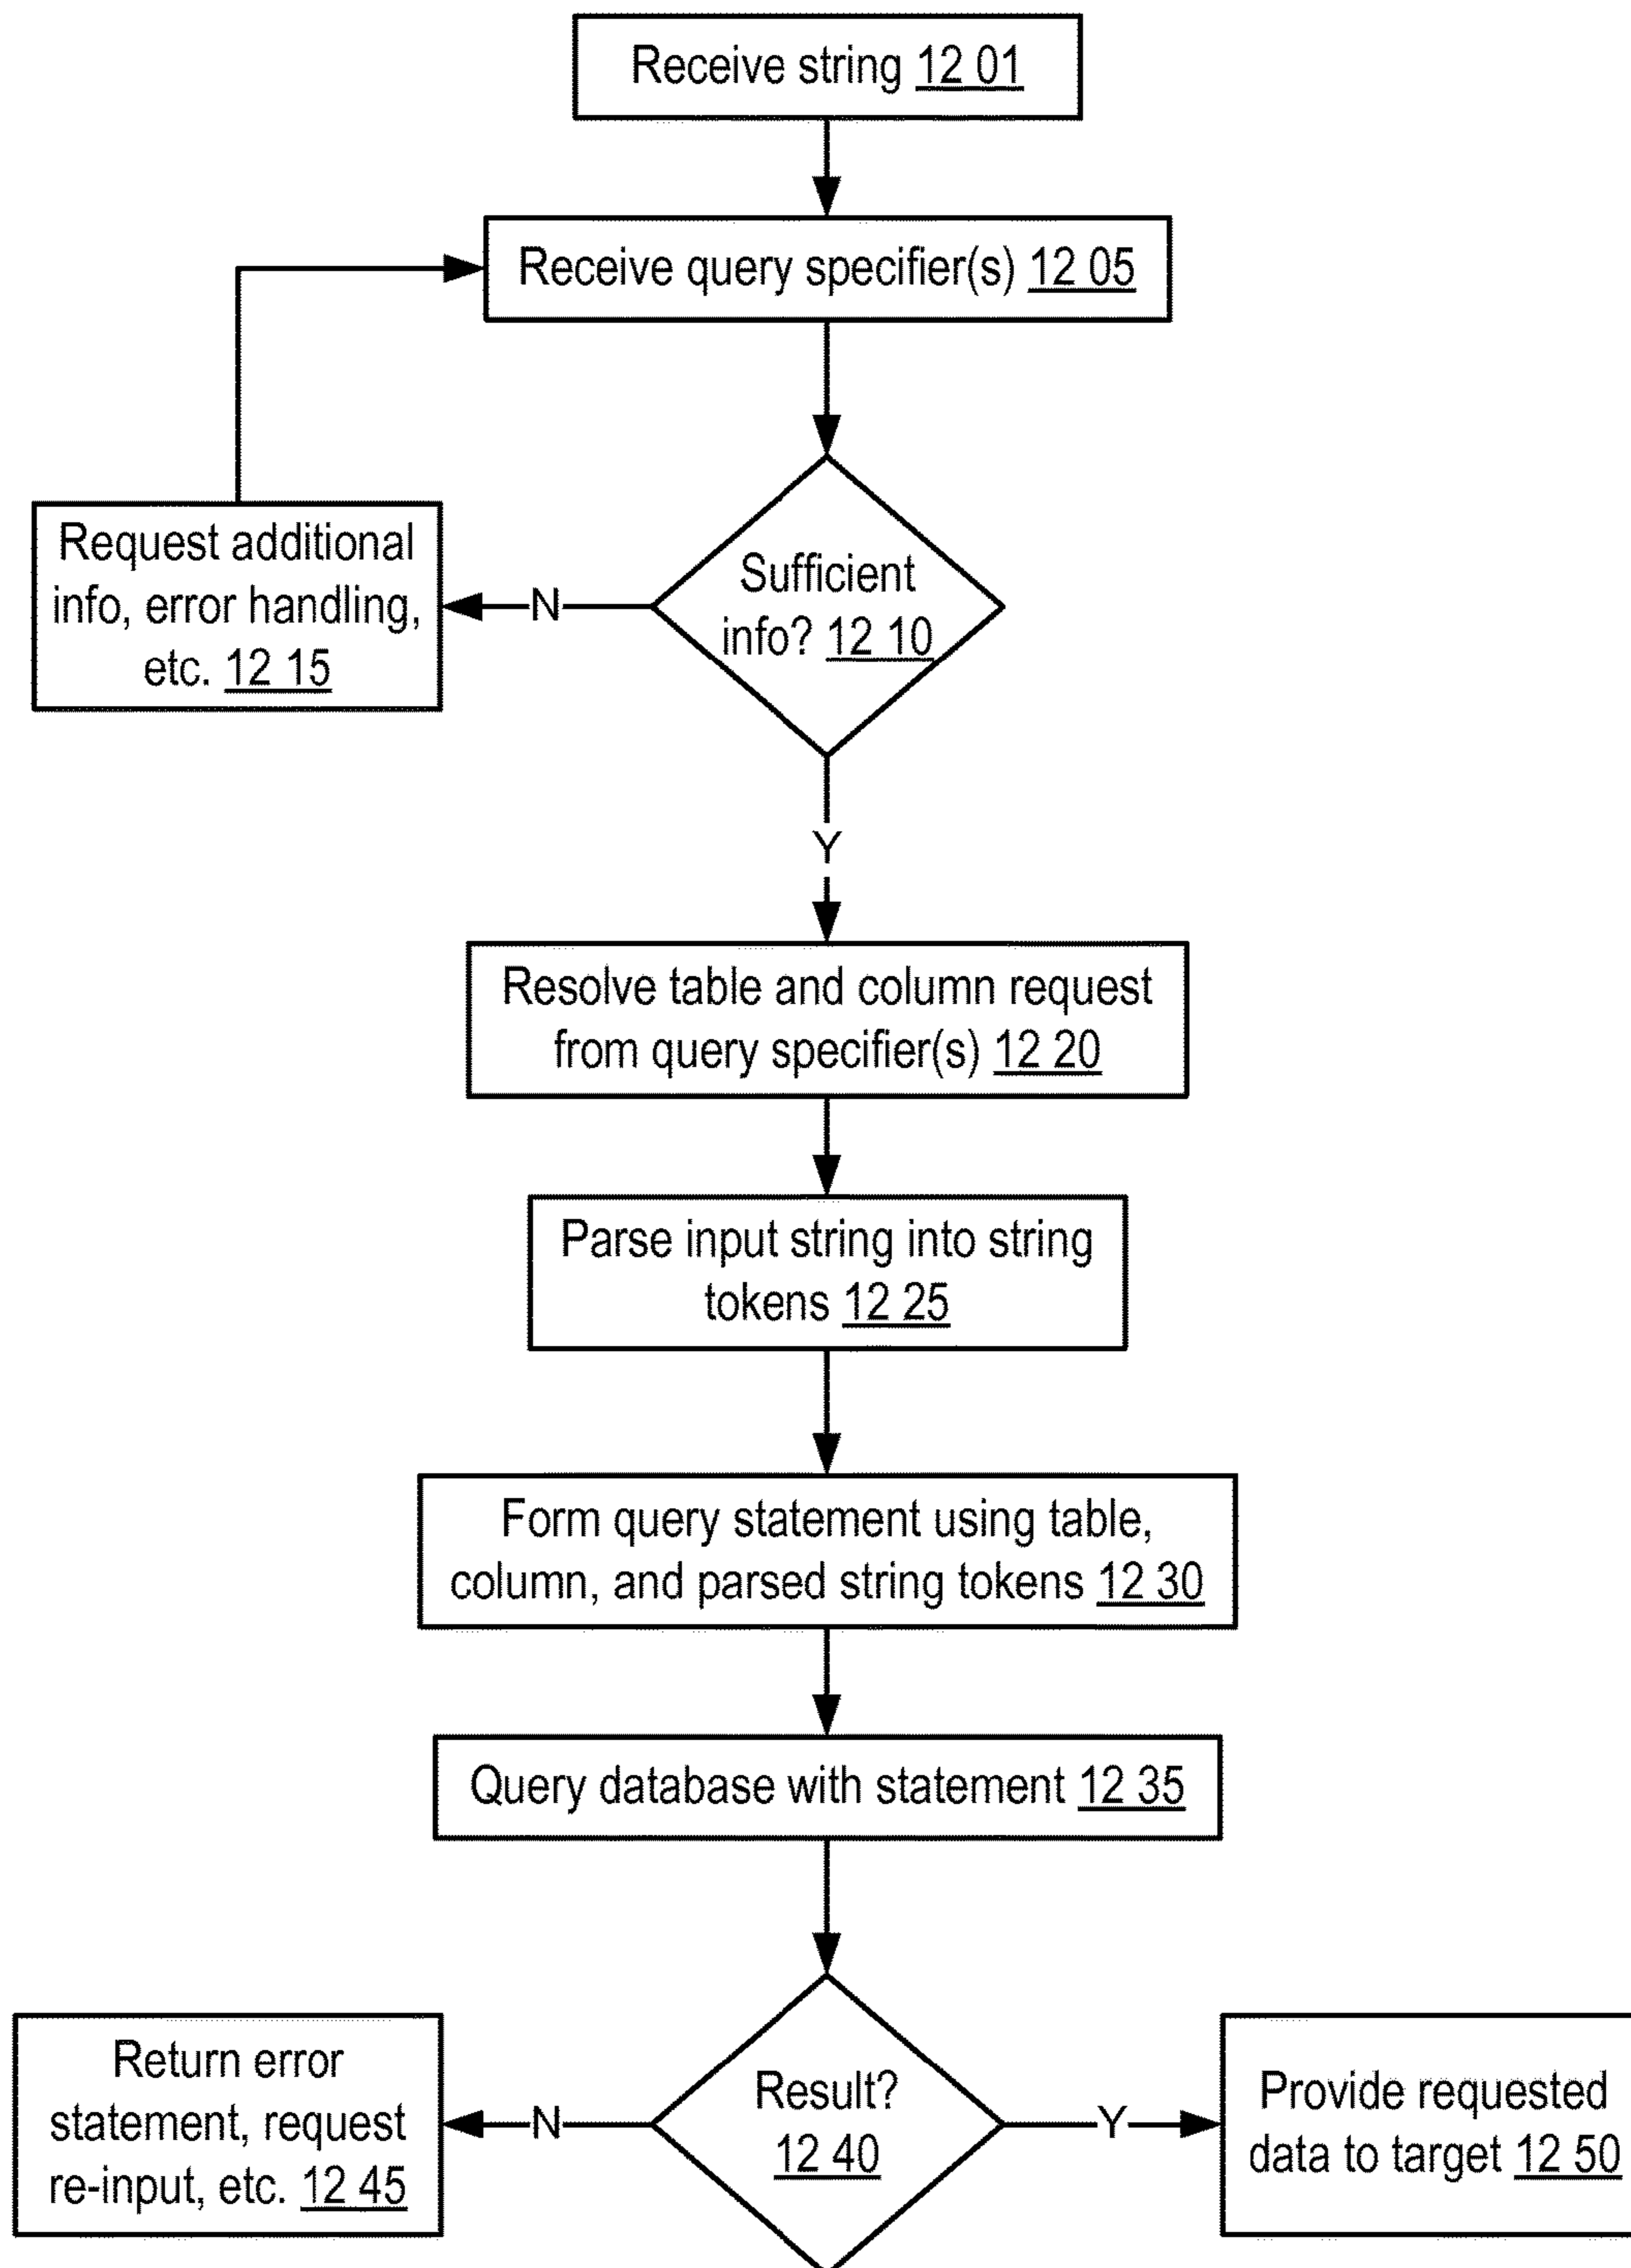 Receive string 12 01
Receive query specifier(s) 12 05
Request additional
info, error handling,
etc. 12 15
N
Sufficient
info? 12 10
Y
Resolve table and column request
from query specifier(s) 12 20
Parse input string into string
tokens 12 25
Form query statement using table,
column, and parsed string tokens 12 30
Query database with statement 12 35
Return error
statement, request
re-input, etc. 12 45
N
Result?
12 40
Y
Provide requested
data to target 12 50